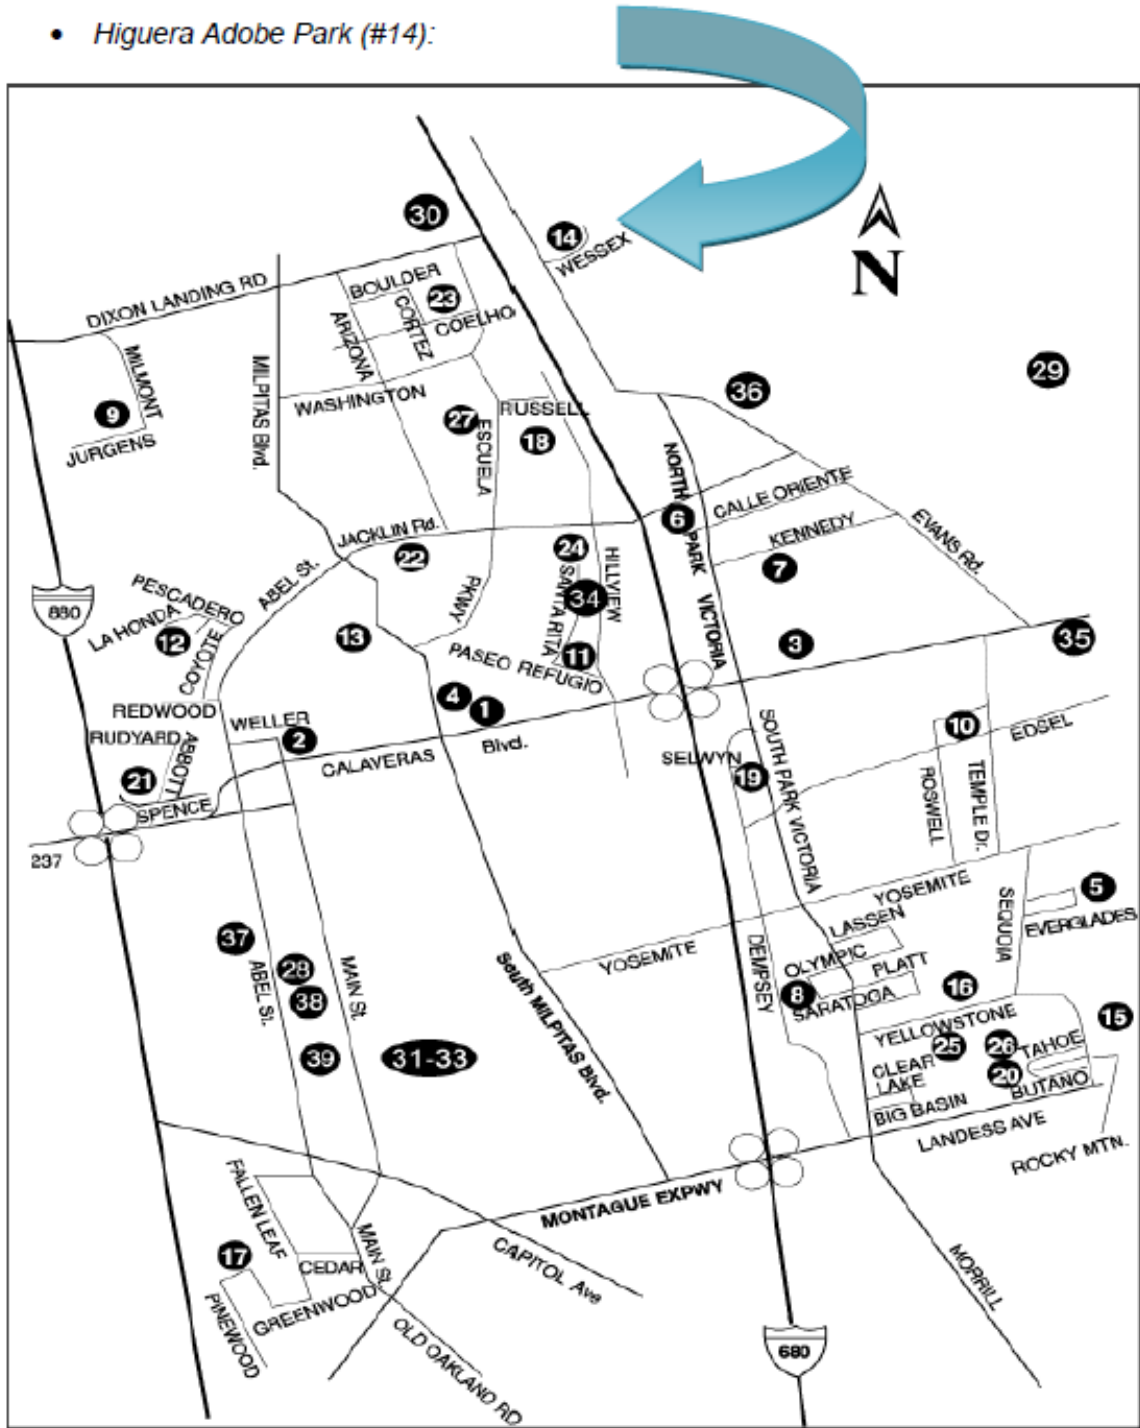 • Higuera Adobe Park (#14):
30
14
WESSEX
N
DIXON LANDING RD
BOULDER
23
CORTEZ
COELHO
ARIZONA
MILMONT
MILPITAS Blvd.
WASHINGTON
9
JURGENS
27
ESCUELA
RUSSELL
18
36
29
NORTH PARK VICTORIA
6
CALLE ORIENTE
KENNEDY
EVANS Rd.
7
JACKLIN Rd.
22
24
HILLVIEW
SANTA RITA
34
PKWY
ABEL St.
880
PESCADERO
LA HONDA
12
COYOTE
13
PASEO REFUGIO
11
3
35
4
1
REDWOOD
WELLER
2
RUDYARD
ABBOTT
21
SPENCE
237
CALAVERAS
Blvd.
SELWYN
19
SOUTH PARK VICTORIA
10
EDSEL
ROSWELL
TEMPLE Dr.
YOSEMITE
SEQUOIA
5
EVERGLADES
37
ABEL St.
28
38
MAIN St.
39
31-33
South MILPITAS Blvd.
YOSEMITE
DEMPSEY
LASSEN
OLYMPIC
PLATT
8
SARATOGA
16
YELLOWSTONE
15
25
26
TAHOE
CLEAR
LAKE
20
BUTANO
BIG BASIN
LANDESS AVE
ROCKY MTN.
MONTAGUE EXPWY
FALLEN LEAF
17
CEDAR
MAIN St.
GREENWOOD
PINEWOOD
CAPITOL Ave
OLD OAKLAND RD
MORRILL
680